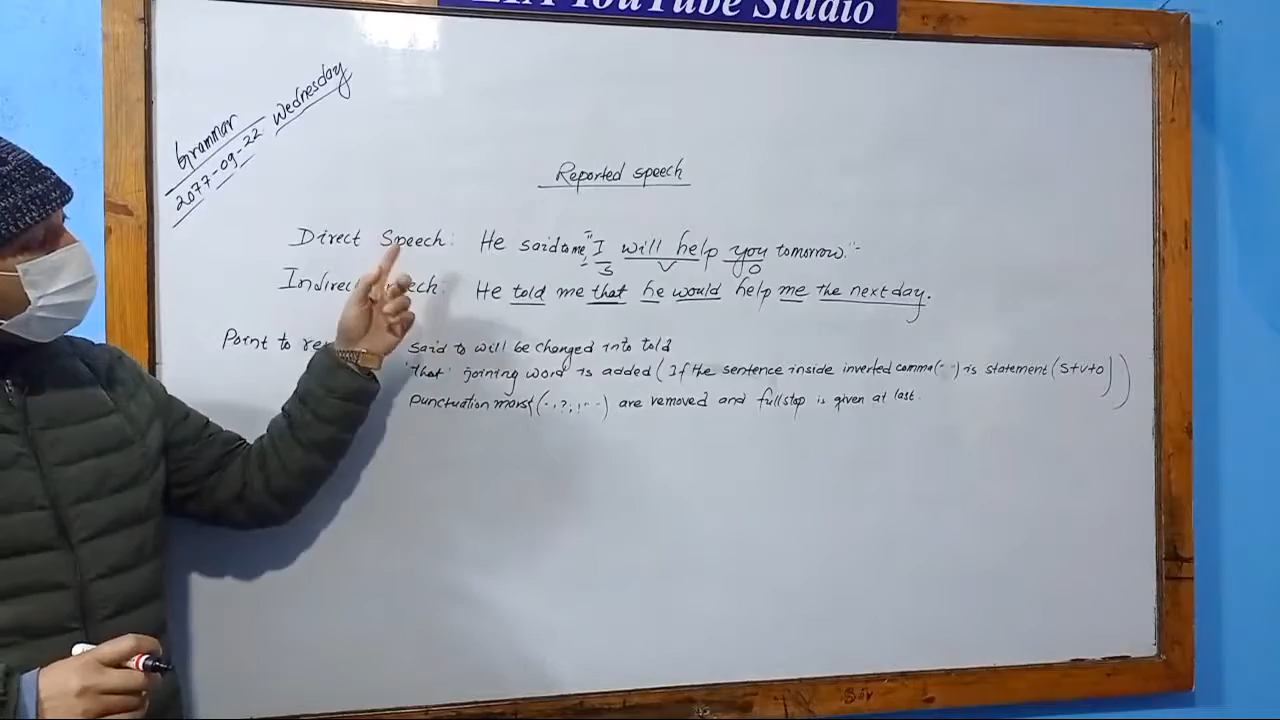 YouTube Studio
Grammar
2077-09-22 Wednesday
Reported speech
Direct Speech: He said to me, "I will help you tomorrow."
S V O
Indirect speech: He told me that he would help me the next day.
Point to said to will be changed into told
'that' joining word is added (If the sentence inside inverted comma (" ") is statement (S+V+O))
Punctuation (, ? ! " ") are removed and fullstop is given at last.